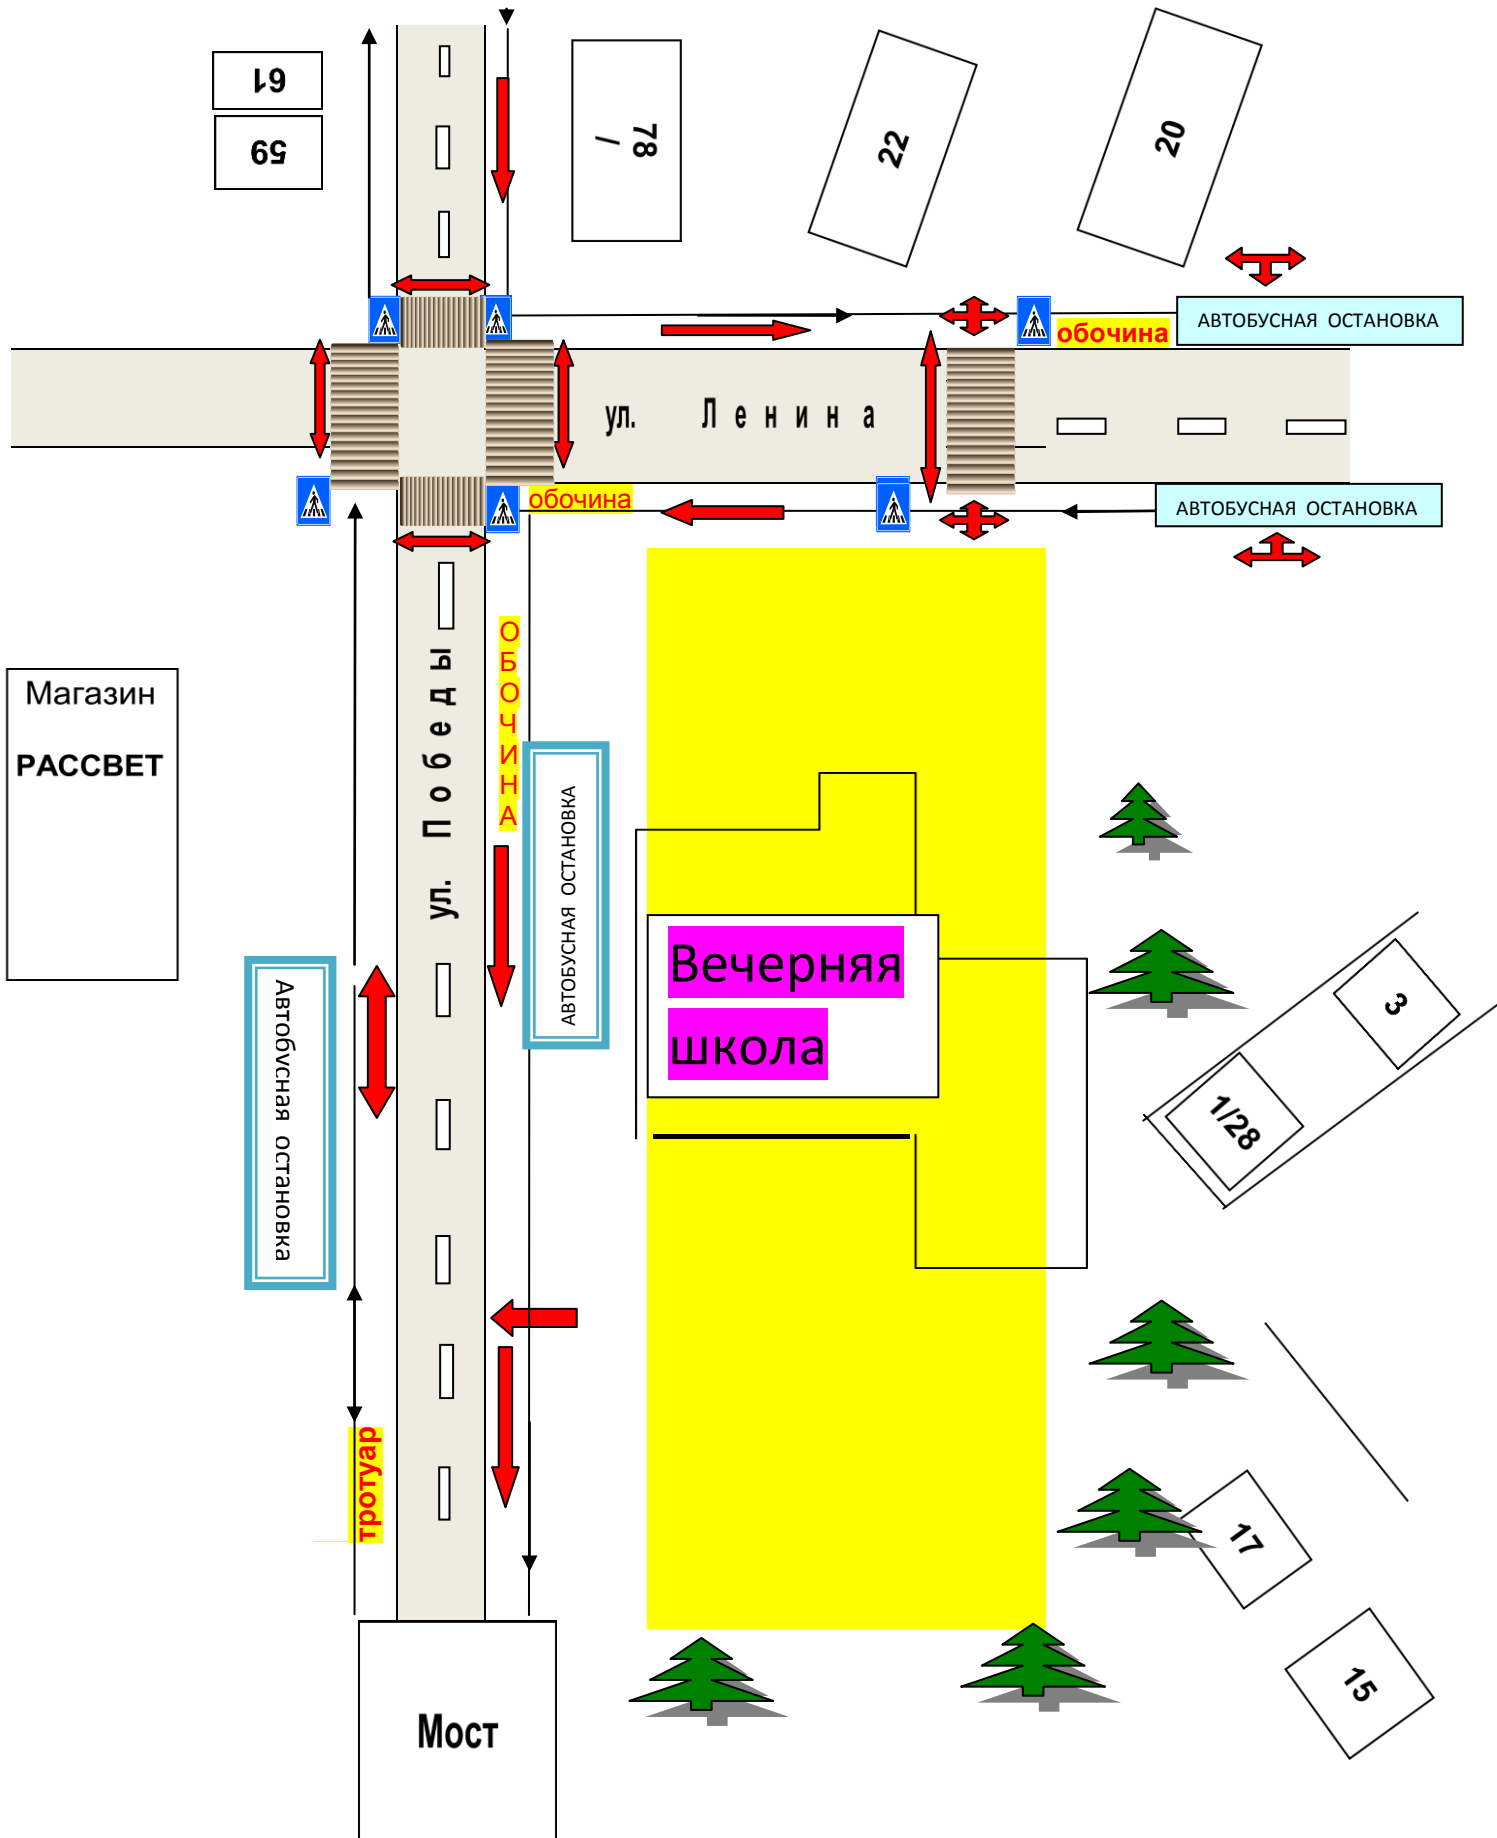 61
59
78
/
22
20
АВТОБУСНАЯ ОСТАНОВКА
обочина
ул. Ленина
обочина
АВТОБУСНАЯ ОСТАНОВКА
Магазин
РАССВЕТ
ул. Победы
ОБОЧИНА
АВТОБУСНАЯ ОСТАНОВКА
Автобусная остановка
Вечерняя
школа
3
1/28
тротуар
17
15
Мост